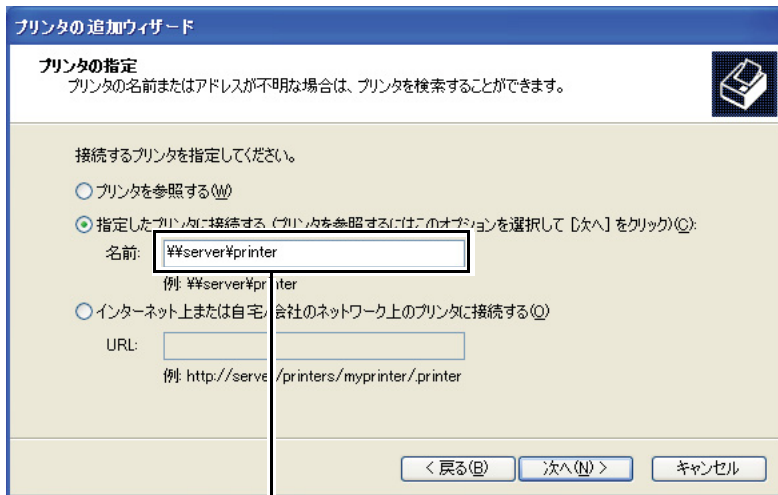 プリンタの追加ウィザード
プリンタの指定
プリンタの名前またはアドレスが不明な場合は、プリンタを検索することができます。
接続するプリンタを指定してください。
プリンタを参照する(W)
指定したプリンタに接続する (プリンタを参照するにはこのオプションを選択して [次へ] をクリック)(C):
名前: ¥¥server¥printer
例: ¥¥server¥printer
インターネット上または自宅/会社のネットワーク上のプリンタに接続する(O)
URL:
例: http://server/printers/myprinter/.printer
< 戻る(B) 次へ(N) > キャンセル